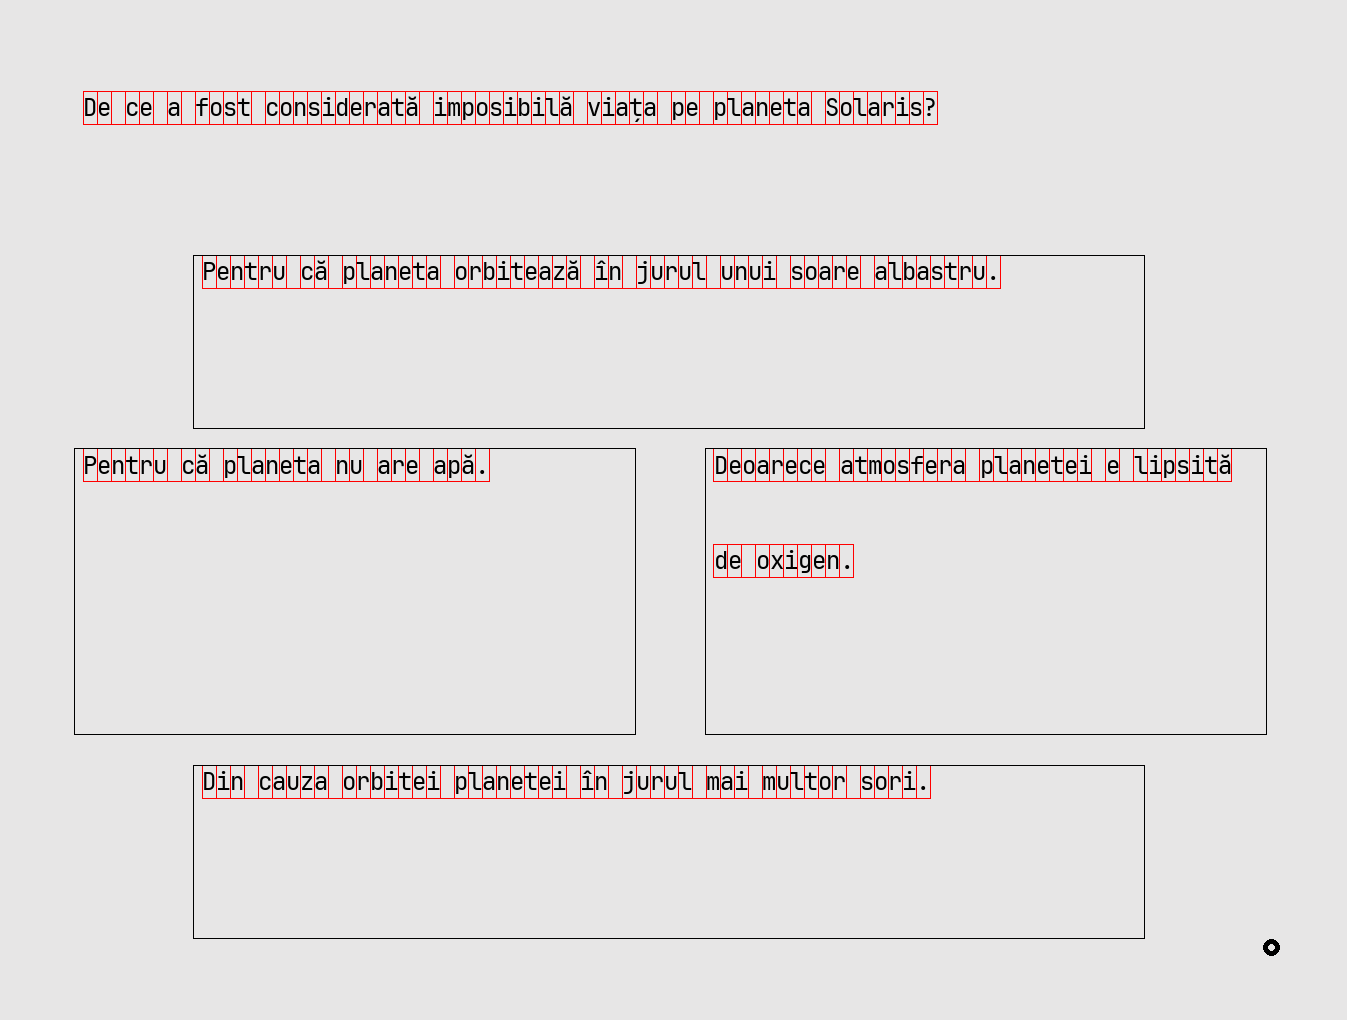 De ce a fost considerată imposibilă viața pe planeta Solaris?
Pentru că planeta orbitează în jurul unui soare albastru.
Pentru că planeta nu are apă.
Deoarece atmosfera planetei e lipsită
de oxigen.
Din cauza orbitei planetei în jurul mai multor sori.